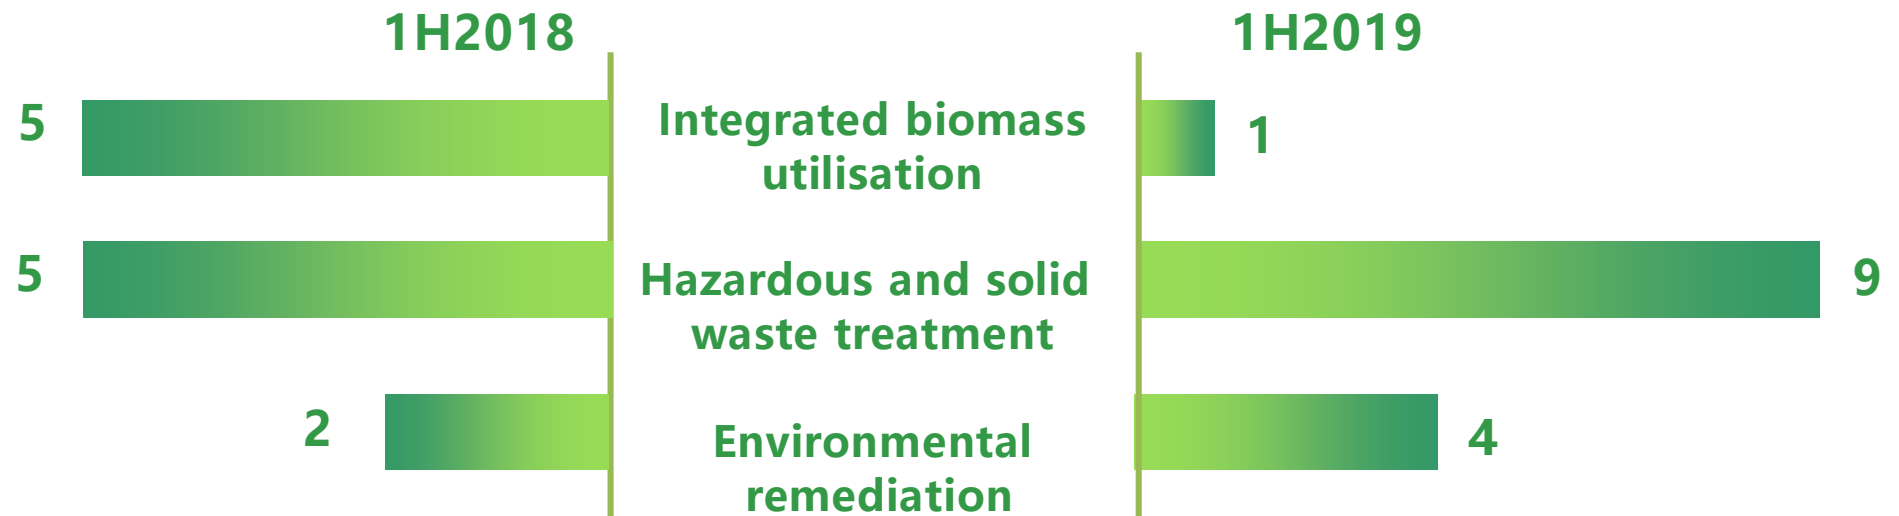 1H2018
1H2019
5
Integrated biomass
utilisation
1
5
Hazardous and solid
waste treatment
9
2
Environmental
remediation
4